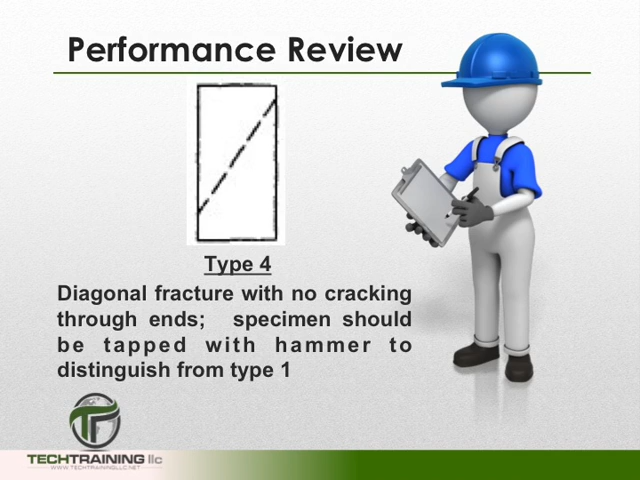 Performance Review
Type 4
Diagonal fracture with no cracking
through ends; specimen should
be tapped with hammer to
distinguish from type 1
TECHTRAINING llc
WWW.TECHTRAININGLLC.NET